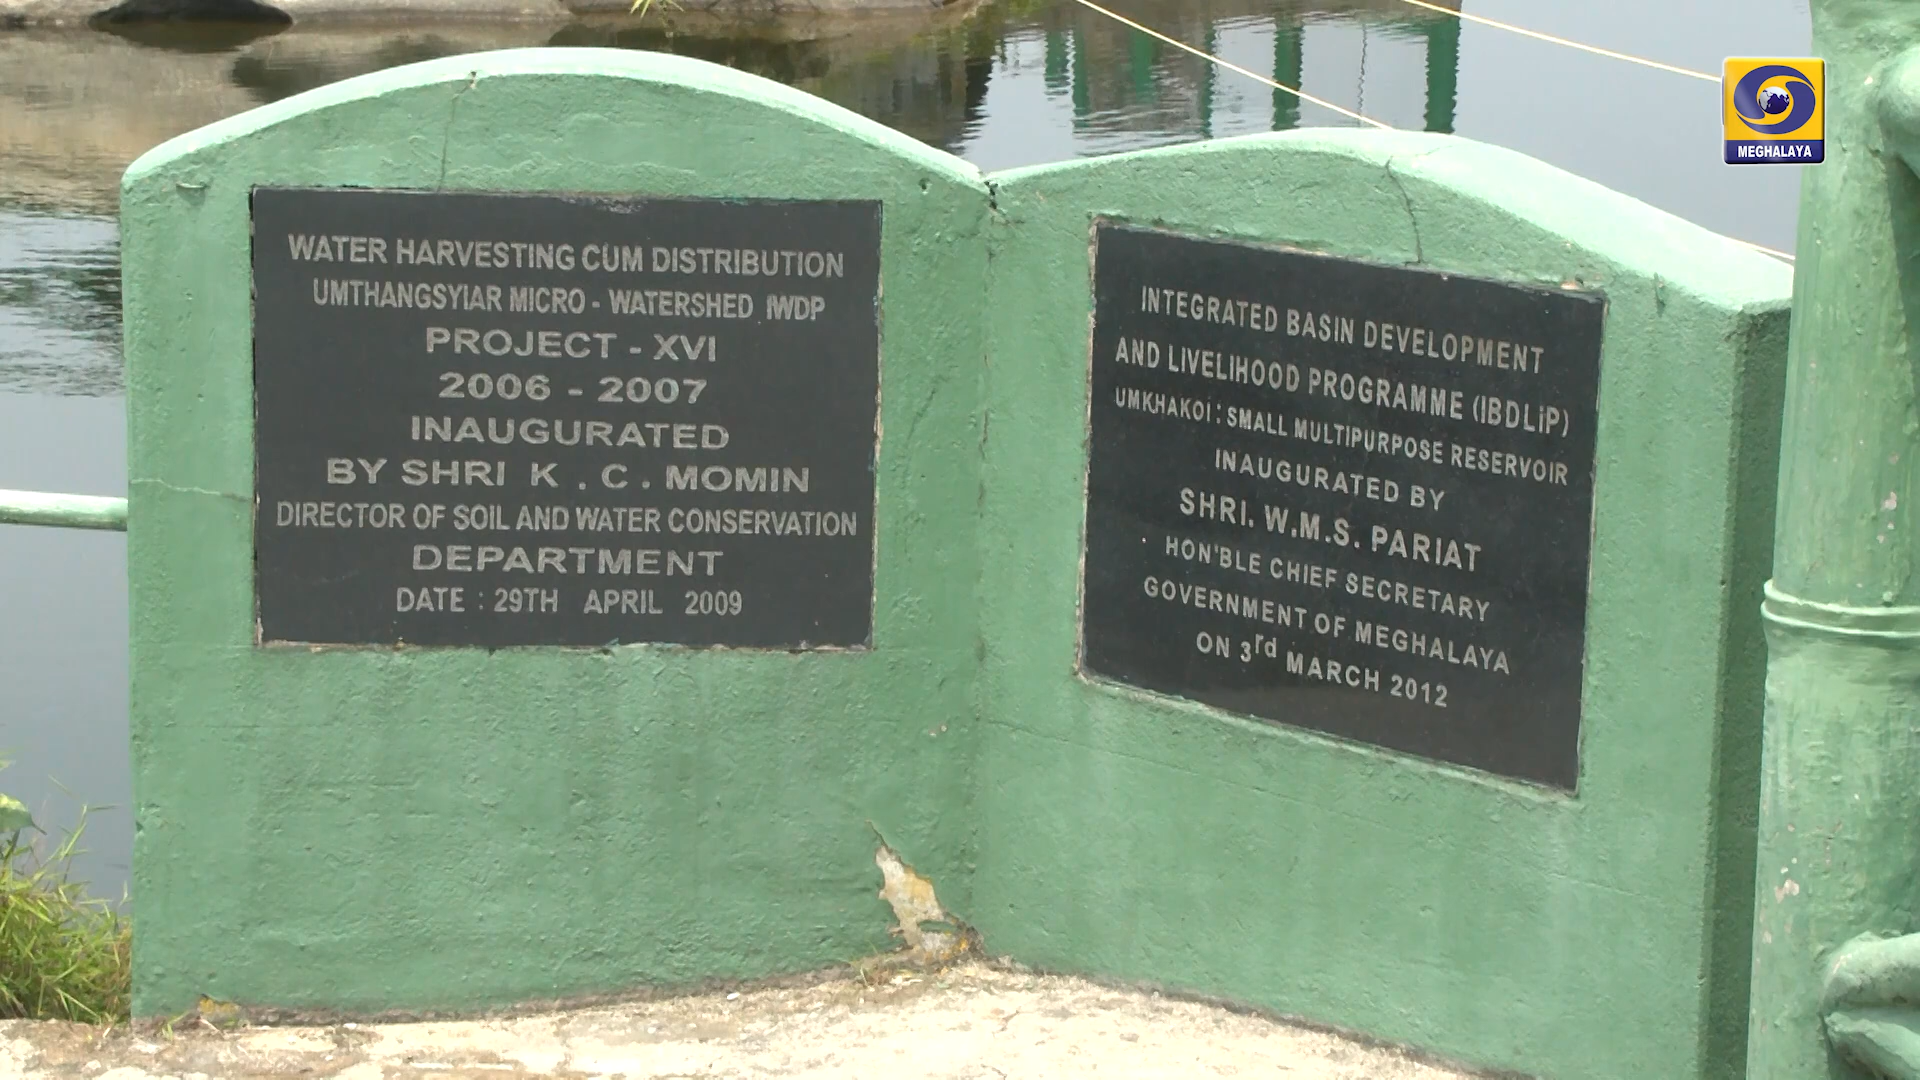 WATER HARVESTING CUM DISTRIBUTION
UMTHANGSYIAR MICRO - WATERSHED IWDP
PROJECT - XVI
2006 - 2007
INAUGURATED
BY SHRI K . C . MOMIN
DIRECTOR OF SOIL AND WATER CONSERVATION
DEPARTMENT
DATE : 29TH APRIL 2009
INTEGRATED BASIN DEVELOPMENT
AND LIVELIHOOD PROGRAMME (IBDLiP)
UMKHAKOI : SMALL MULTIPURPOSE RESERVOIR
INAUGURATED BY
SHRI. W.M.S. PARIAT
HON'BLE CHIEF SECRETARY
GOVERNMENT OF MEGHALAYA
ON 3rd MARCH 2012
MEGHALAYA